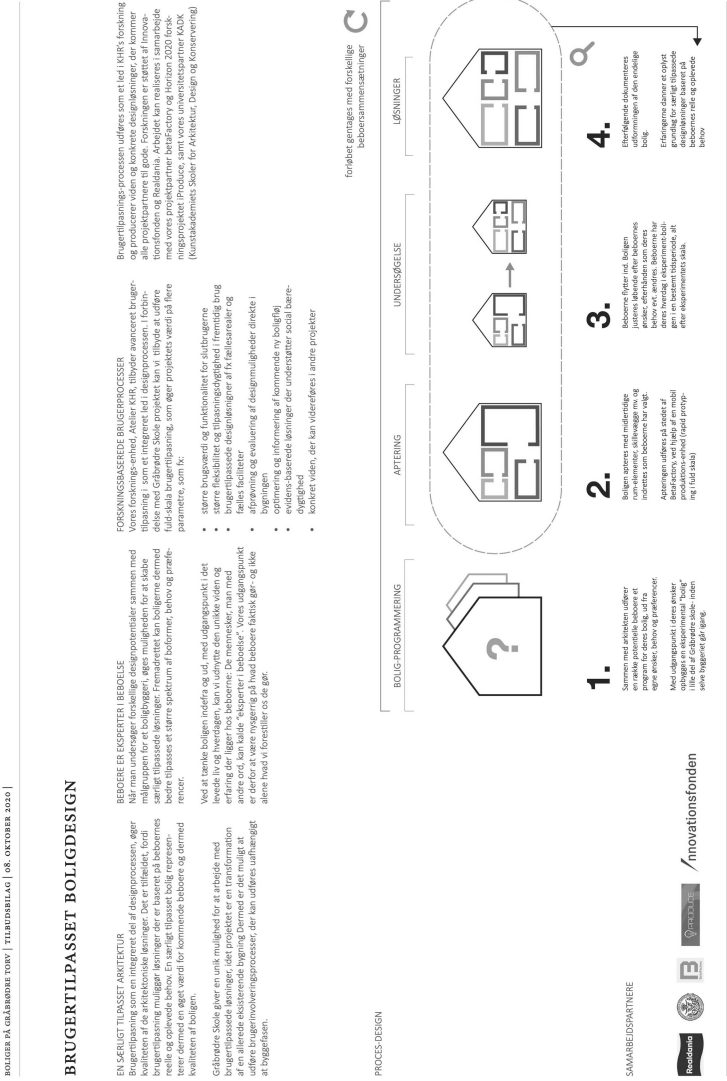 BOLIGER PÅ GRÅBRØDRE TORV | TILBUDSBILAG | 08. OKTOBER 2020 |
BRUGERTILPASSET BOLIGDESIGN
EN SÆRLIGT TILPASSET ARKITEKTUR
Brugertilpasning som en integreret del af designprocessen, øger
kvaliteten af de arkitektoniske løsninger. Det er tilfældet, fordi
brugertilpasning muliggør løsninger der er baseret på beboernes
reelle og oplevede behov. En særligt tilpasset bolig represen-
terer dermed en øget værdi for kommende beboere og dermed
kvaliteten af boligen.
Gråbrødre Skole giver en unik mulighed for at arbejde med
brugertilpassede løsninger, idet projektet er en transformation
af en allerede eksisterende bygning Dermed er det muligt at
udføre brugerinvolveringsprocesser, der kan udføres uafhængigt
at byggefasen.
BEBOERE ER EKSPERTER I BEBOELSE
Når man undersøger forskellige designpotentialer sammen med
målgruppen for et boligbyggeri, øges muligheden for at skabe
særligt tilpassede løsninger. Fremadrettet kan boligerne dermed
bedre tilpasses et større spektrum af boformer, behov og præfe-
rencer.
Ved at tænke boligen indefra og ud, med udgangspunkt i det
levede liv og hverdagen, kan vi udnytte den unikke viden og
erfaring der ligger hos beboerne: De mennesker, man med
andre ord, kan kalde "eksperter i beboelse". Vores udgangspunkt
er derfor at være nysgerrig på hvad beboere faktisk gør- og ikke
alene hvad vi forestiller os de gør.
FORSKNINGSBASEREDE BRUGERPROCESSER
Vores forsknings-enhed, Atelier KHR, tilbyder avanceret bruger-
tilpasning i som et integreret led i designprocessen. I forbin-
delse med Gråbrødre Skole projektet kan vi tilbyde at udføre
fuld-skala brugertilpasning, som øger projektets værdi på flere
parametre, som fx:
• større brugsværdi og funktionalitet for slutbrugerne
• større fleksibilitet og tilpasningsdygtighed i fremtidig brug
• brugertilpassede designløsnigner af fx fællesarealer og
fælles faciliteter
• afprøvning og evaluering af designmuligheder direkte i
bygningen
• optimering og informering af kommende ny boligfløj
• evidens-baserede løsninger der understøtter social bære-
dygtighed
• konkret viden, der kan videreføres i andre projekter
Brugertilpasnings-processen udføres som et led i KHR's forskning
og producerer viden og konkrete designløsninger, der kommer
alle projektpartnere til gode. Forskningen er støttet af Innova-
tionsfonden og Realdania. Arbejdet kan realiseres i samarbejde
med vores projektpartner betaFactory og Horizon 2020 forsk-
ningsprojektet iProduce, samt vores universitetspartner KADK
(Kunstakademiets Skoler for Arkitektur, Design og Konservering)
PROCES-DESIGN
forløbet gentages med forskellige
beboersammensætninger
BOLIG-PROGRAMMERING
APTERING
UNDERSØGELSE
LØSNINGER
?
1.
Sammen med arkitekten udfører
en række potentielle beboere et
program for deres bolig, ud fra
egne ønsker, behov og præferencer.
Med udgangspunkt i deres ønsker
opbygges en eksperimental "bolig"
i lille del af Gråbrødre skole- inden
selve byggeriet går igang.
2.
Boligen apteres med midlertidige
rum-elementer, skillevægge mv. og
indrettes som beboerne har valgt.
Apteringen udføres på stedet af
BetaFactory, ved hjælp af en mobil
produktions-enhed (rapid protyp-
ing i fuld skala)
3.
Beboerne flytter ind. Boligen
justeres løbende efter beboernes
ønsker, efterhånden som deres
behov evt. ændres. Beboerne har
deres hverdag i eksperiment-boli-
gen i en bestemt tidsperiode, alt
efter eksperimentets skala.
4.
Efterfølgende dokumenteres
udformningen af den endelige
bolig.
Erfaringerne danner et oplyst
grundlag for særligt tilpassede
designløsninger baseret på
beboernes relle og oplevede
behov
SAMARBEJDSPARTNERE
Realdania
iPRODUCE
Innovationsfonden